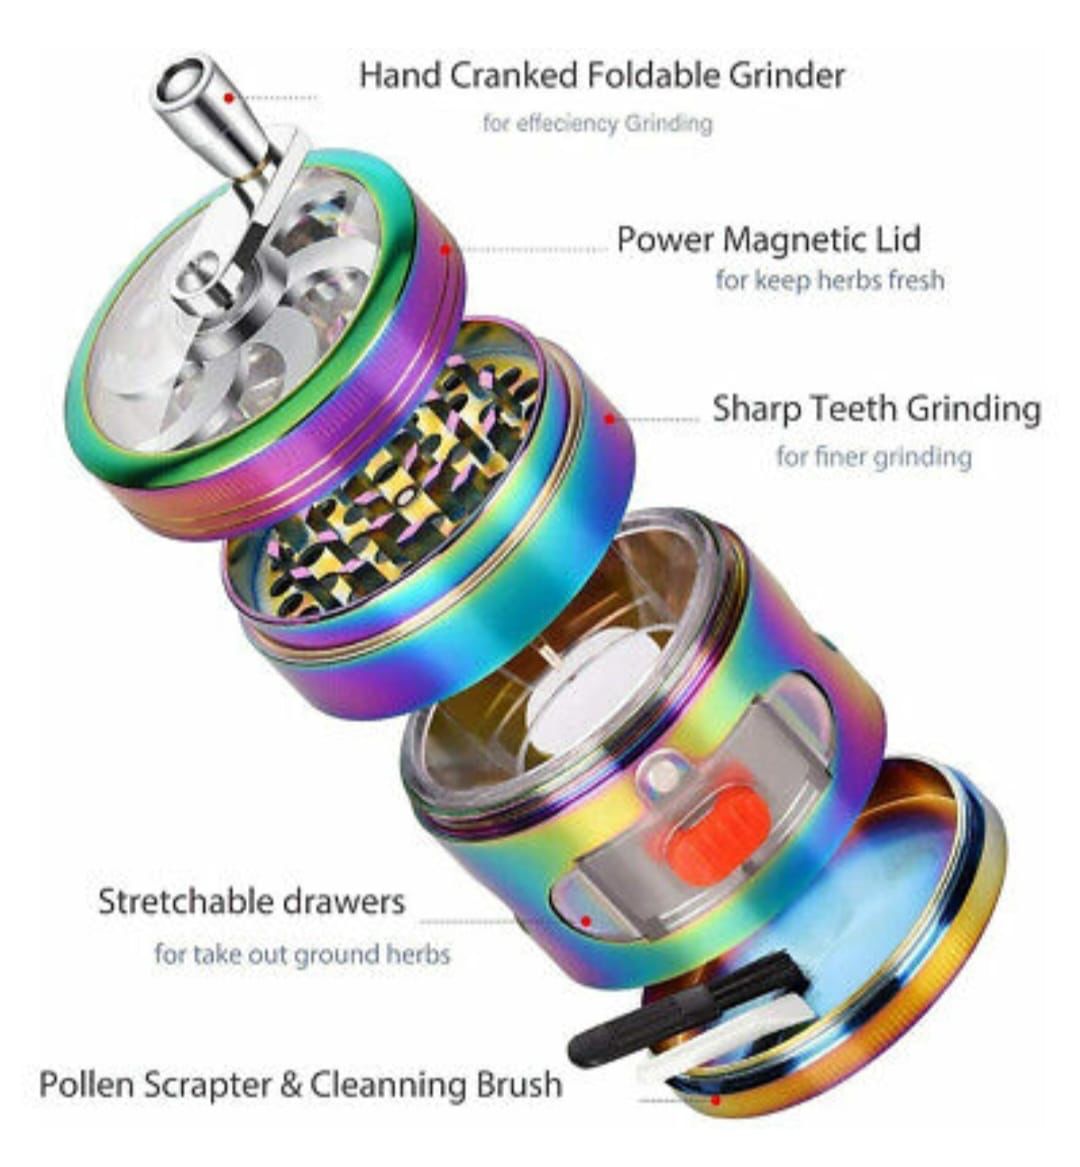 Hand Cranked Foldable Grinder
for effeciency Grinding
Power Magnetic Lid
for keep herbs fresh
Sharp Teeth Grinding
for finer grinding
Stretchable drawers
for take out ground herbs
Pollen Scrapter & Cleanning Brush